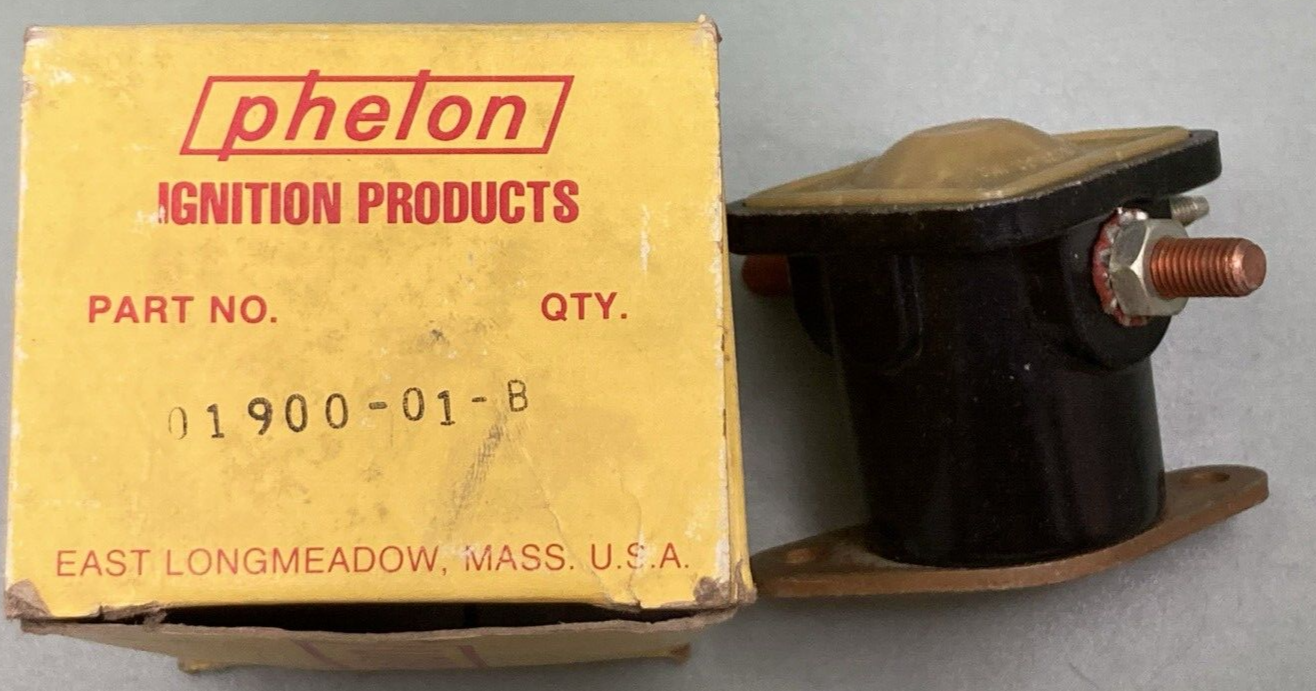 phelon
IGNITION PRODUCTS
PART NO. QTY.
01900-01-B
EAST LONGMEADOW, MASS. U.S.A.